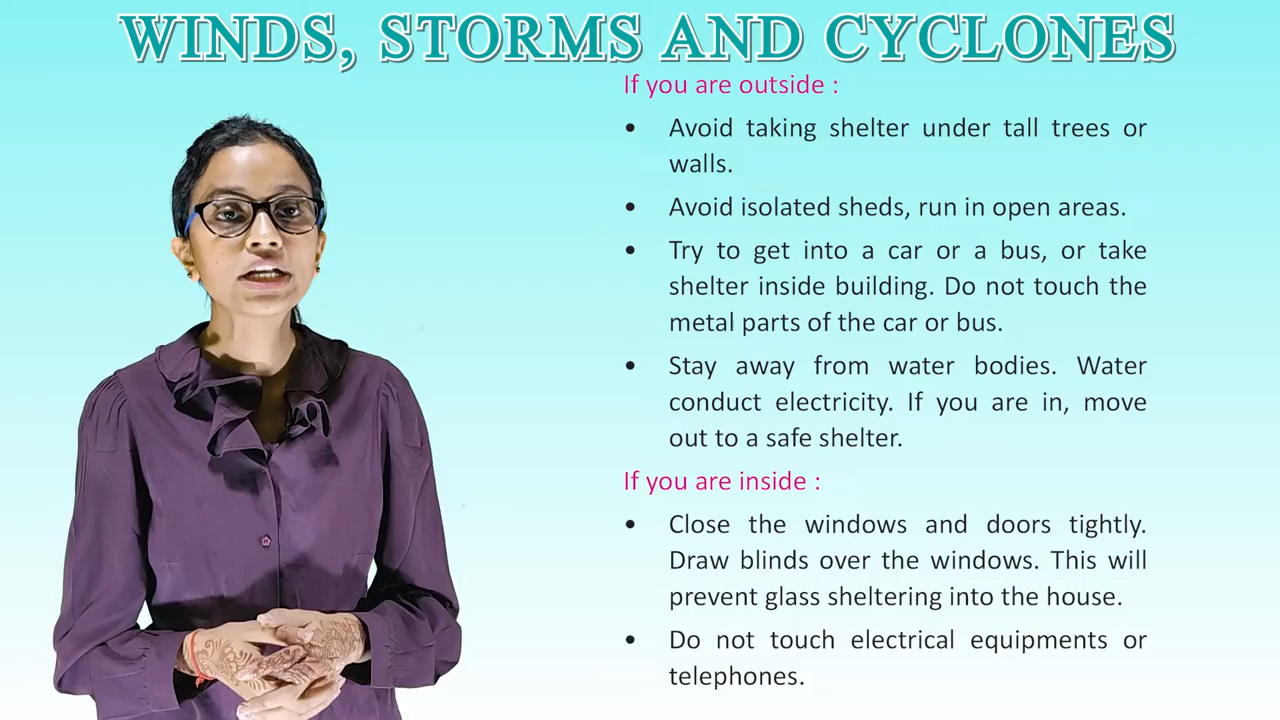 WINDS, STORMS AND CYCLONES
If you are outside :
• Avoid taking shelter under tall trees or
walls.
• Avoid isolated sheds, run in open areas.
• Try to get into a car or a bus, or take
shelter inside building. Do not touch the
metal parts of the car or bus.
• Stay away from water bodies. Water
conduct electricity. If you are in, move
out to a safe shelter.
If you are inside :
• Close the windows and doors tightly.
Draw blinds over the windows. This will
prevent glass sheltering into the house.
• Do not touch electrical equipments or
telephones.